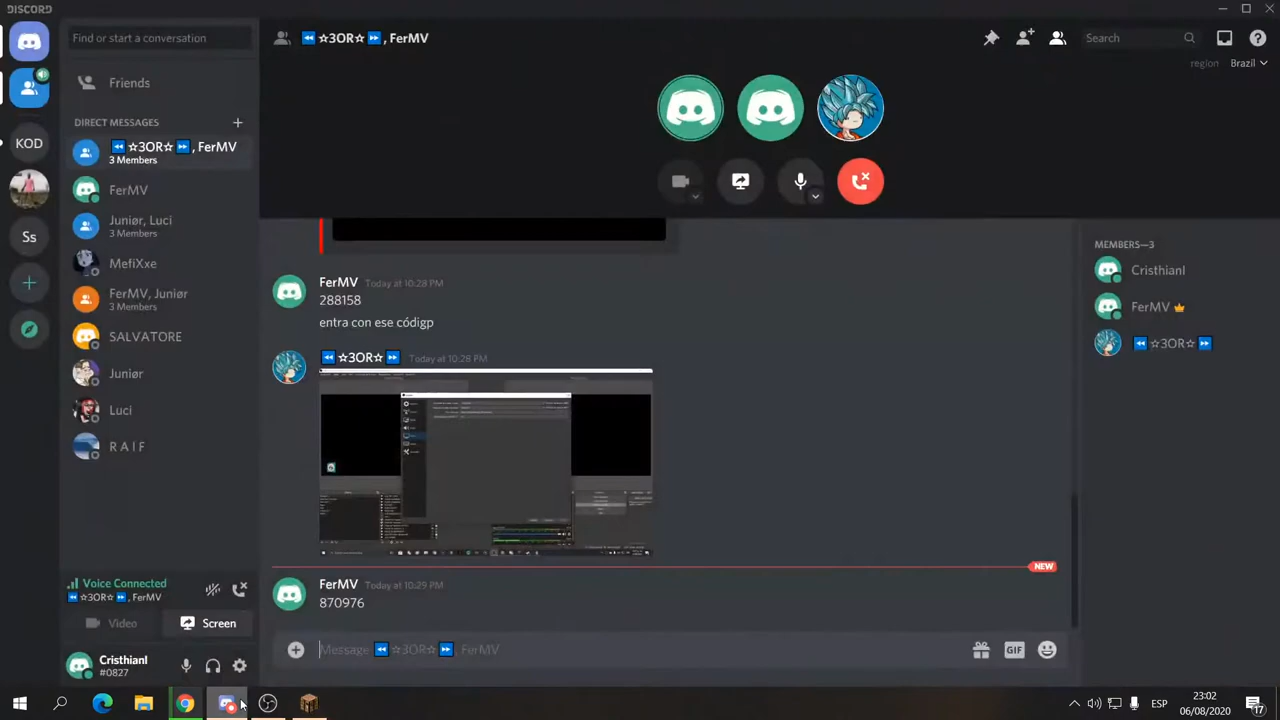 DISCORD
Find or start a conversation
⏪ ☆3OR☆ ⏩ , FerMV
Search
region Brazil
Friends
DIRECT MESSAGES
⏪ ☆3OR☆ ⏩ , FerMV
3 Members
FerMV
Juniør, Luci
3 Members
MefiXxe
FerMV, Juniør
3 Members
SALVATORE
Juniør
Luci
R A I F
KOD
Ss
FerMV Today at 10:28 PM
288158
entra con ese códigp
⏪ ☆3OR☆ ⏩ Today at 10:28 PM
NEW
FerMV Today at 10:29 PM
870976
Message ⏪ ☆3OR☆ ⏩ , FerMV
GIF
MEMBERS—3
Cristhianl
FerMV
⏪ ☆3OR☆ ⏩
Voice Connected
⏪ ☆3OR☆ ⏩ , FerMV
Video
Screen
Cristhianl
#0827
ESP
23:02
06/08/2020
17